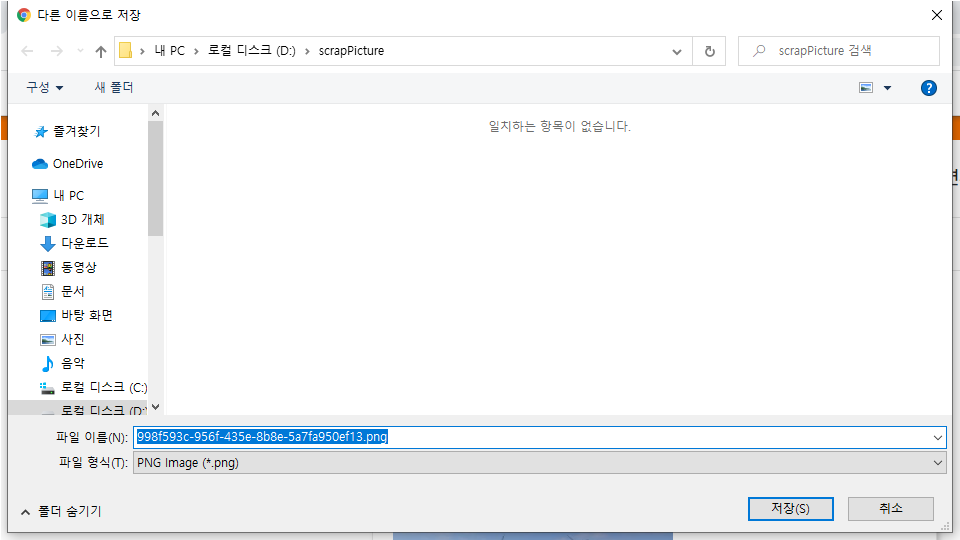 다른 이름으로 저장
내 PC
로컬 디스크 (D:)
scrapPicture
scrapPicture 검색
구성
새 폴더
?
즐겨찾기
일치하는 항목이 없습니다.
OneDrive
내 PC
3D 개체
다운로드
동영상
문서
바탕 화면
사진
음악
로컬 디스크 (C:)
로컬 디스크 (D:)
파일 이름(N):
998f593c-956f-435e-8b8e-5a7fa950ef13.png
파일 형식(T):
PNG Image (*.png)
폴더 숨기기
저장(S)
취소